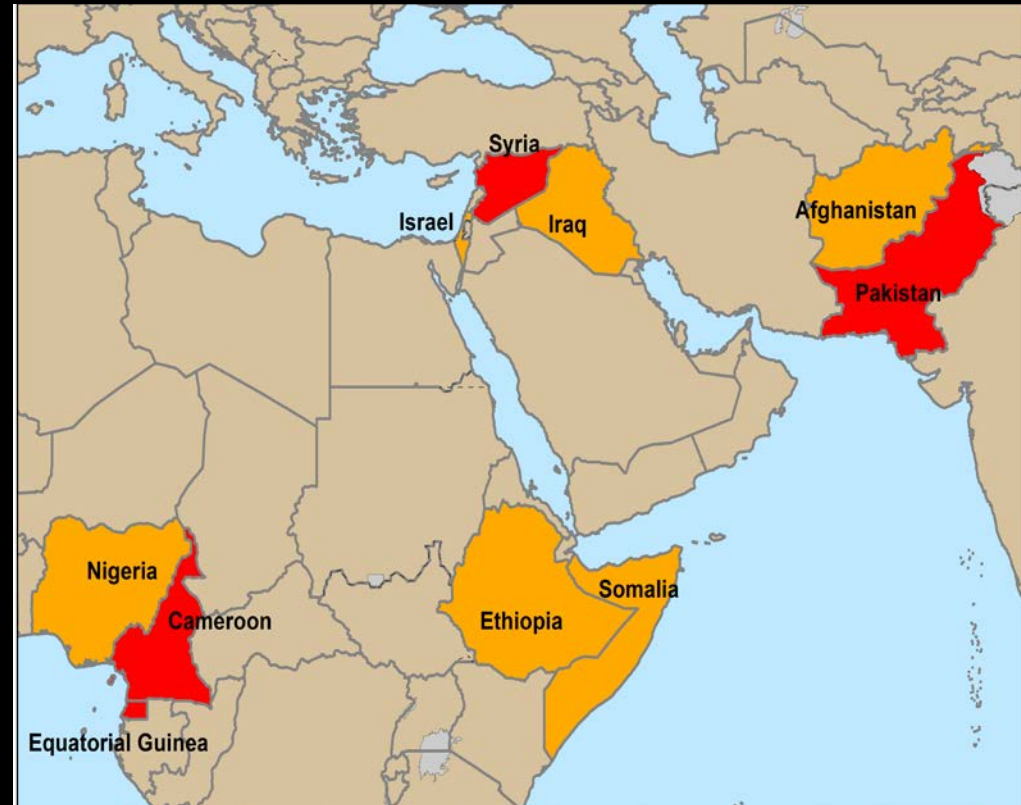 Syria
Israel
Iraq
Afghanistan
Pakistan
Nigeria
Cameroon
Ethiopia
Somalia
Equatorial Guinea